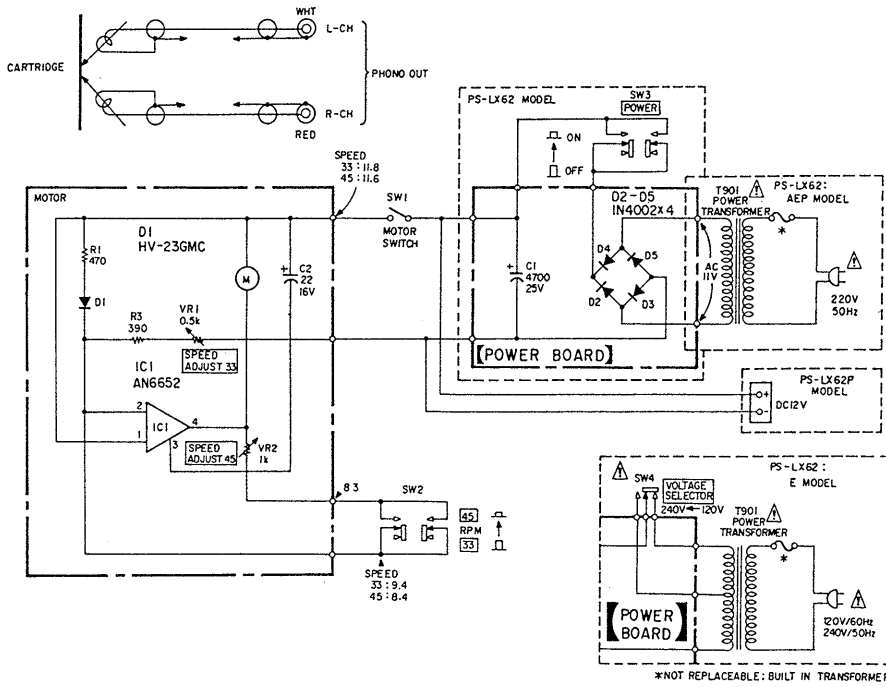 WHT
L-CH
CARTRIDGE
PHONO OUT
R-CH
RED
PS-LX62 MODEL
SW3
POWER
ON
OFF
SPEED
33:11.8
45:11.6
MOTOR
D1
HV-23GMC
R1
470
D1
R3
390
VR1
0.5k
SPEED
ADJUST 33
M
C2
22
16V
+
SW1
MOTOR
SWITCH
C1
4700
25V
+
D2-D5
1N4002×4
D4
D5
D2
D3
【POWER BOARD】
AC
11V
T901
POWER
TRANSFORMER
PS-LX62:
AEP MODEL
*
220V
50Hz
IC1
AN6652
2
1
IC1
4
3
SPEED
ADJUST 45
VR2
1k
PS-LX62P
MODEL
+
-
DC12V
8.3
SW2
45
RPM
33
SPEED
33:9.4
45:8.4
PS-LX62:
E MODEL
SW4
VOLTAGE
SELECTOR
240V ← 120V
T901
POWER
TRANSFORMER
*
【POWER
BOARD】
120V/60Hz
240V/50Hz
*NOT REPLACEABLE: BUILT IN TRANSFORMER